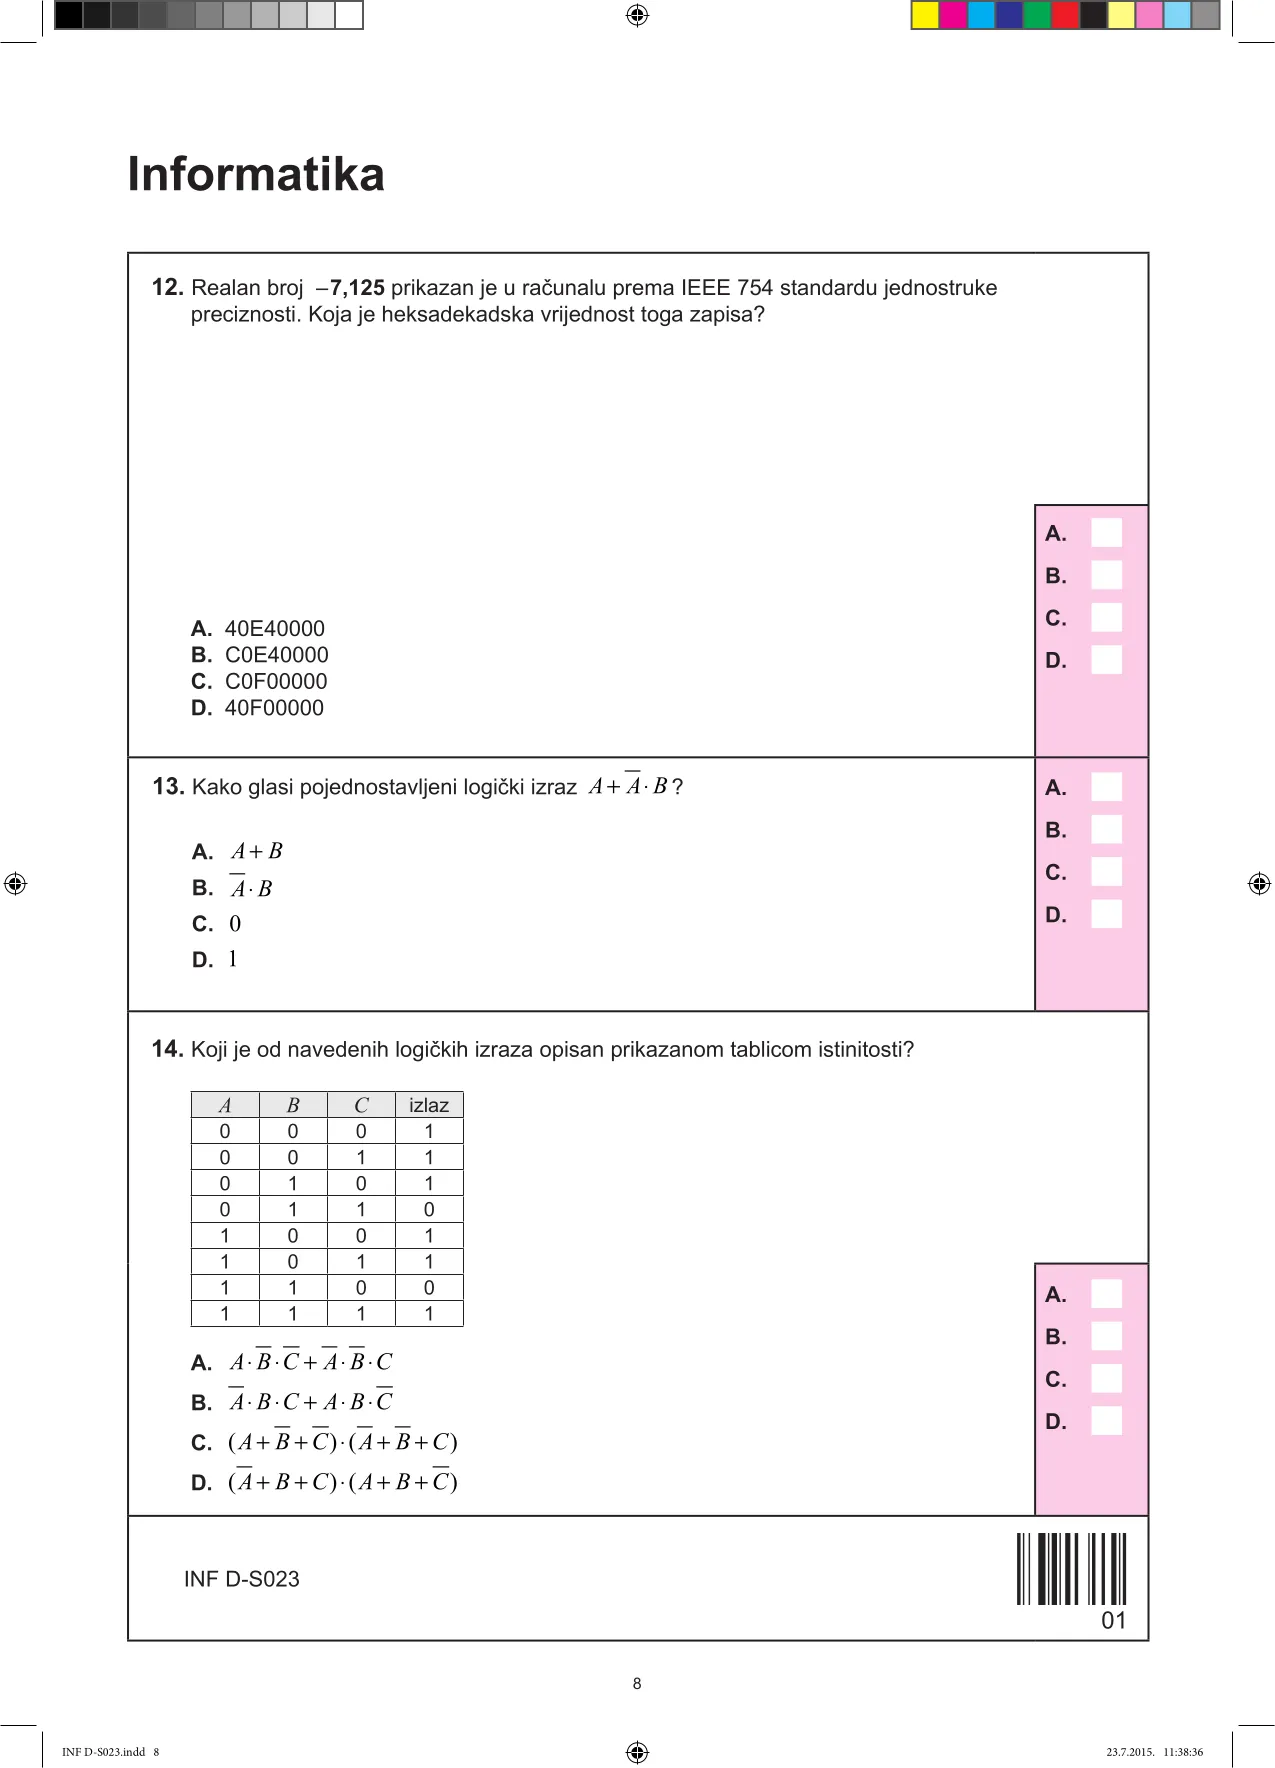 Informatika
12. Realan broj –7,125 prikazan je u računalu prema IEEE 754 standardu jednostruke
preciznosti. Koja je heksadekadska vrijednost toga zapisa?
A.
B.
C.
D.
A. 40E40000
B. C0E40000
C. C0F00000
D. 40F00000
13. Kako glasi pojednostavljeni logički izraz A + A̅ · B ?
A. A + B
B. A̅ · B
C. 0
D. 1
A.
B.
C.
D.
14. Koji je od navedenih logičkih izraza opisan prikazanom tablicom istinitosti?
A B C izlaz
0 0 0 1
0 0 1 1
0 1 0 1
0 1 1 0
1 0 0 1
1 0 1 1
1 1 0 0
1 1 1 1
A. A · B̅ · C̅ + A̅ · B̅ · C
B. A̅ · B · C + A · B · C̅
C. (A + B̅ + C̅) · (A̅ + B̅ + C)
D. (A̅ + B + C) · (A + B + C̅)
A.
B.
C.
D.
INF D-S023
01
8
INF D-S023.indd 8
23.7.2015. 11:38:36